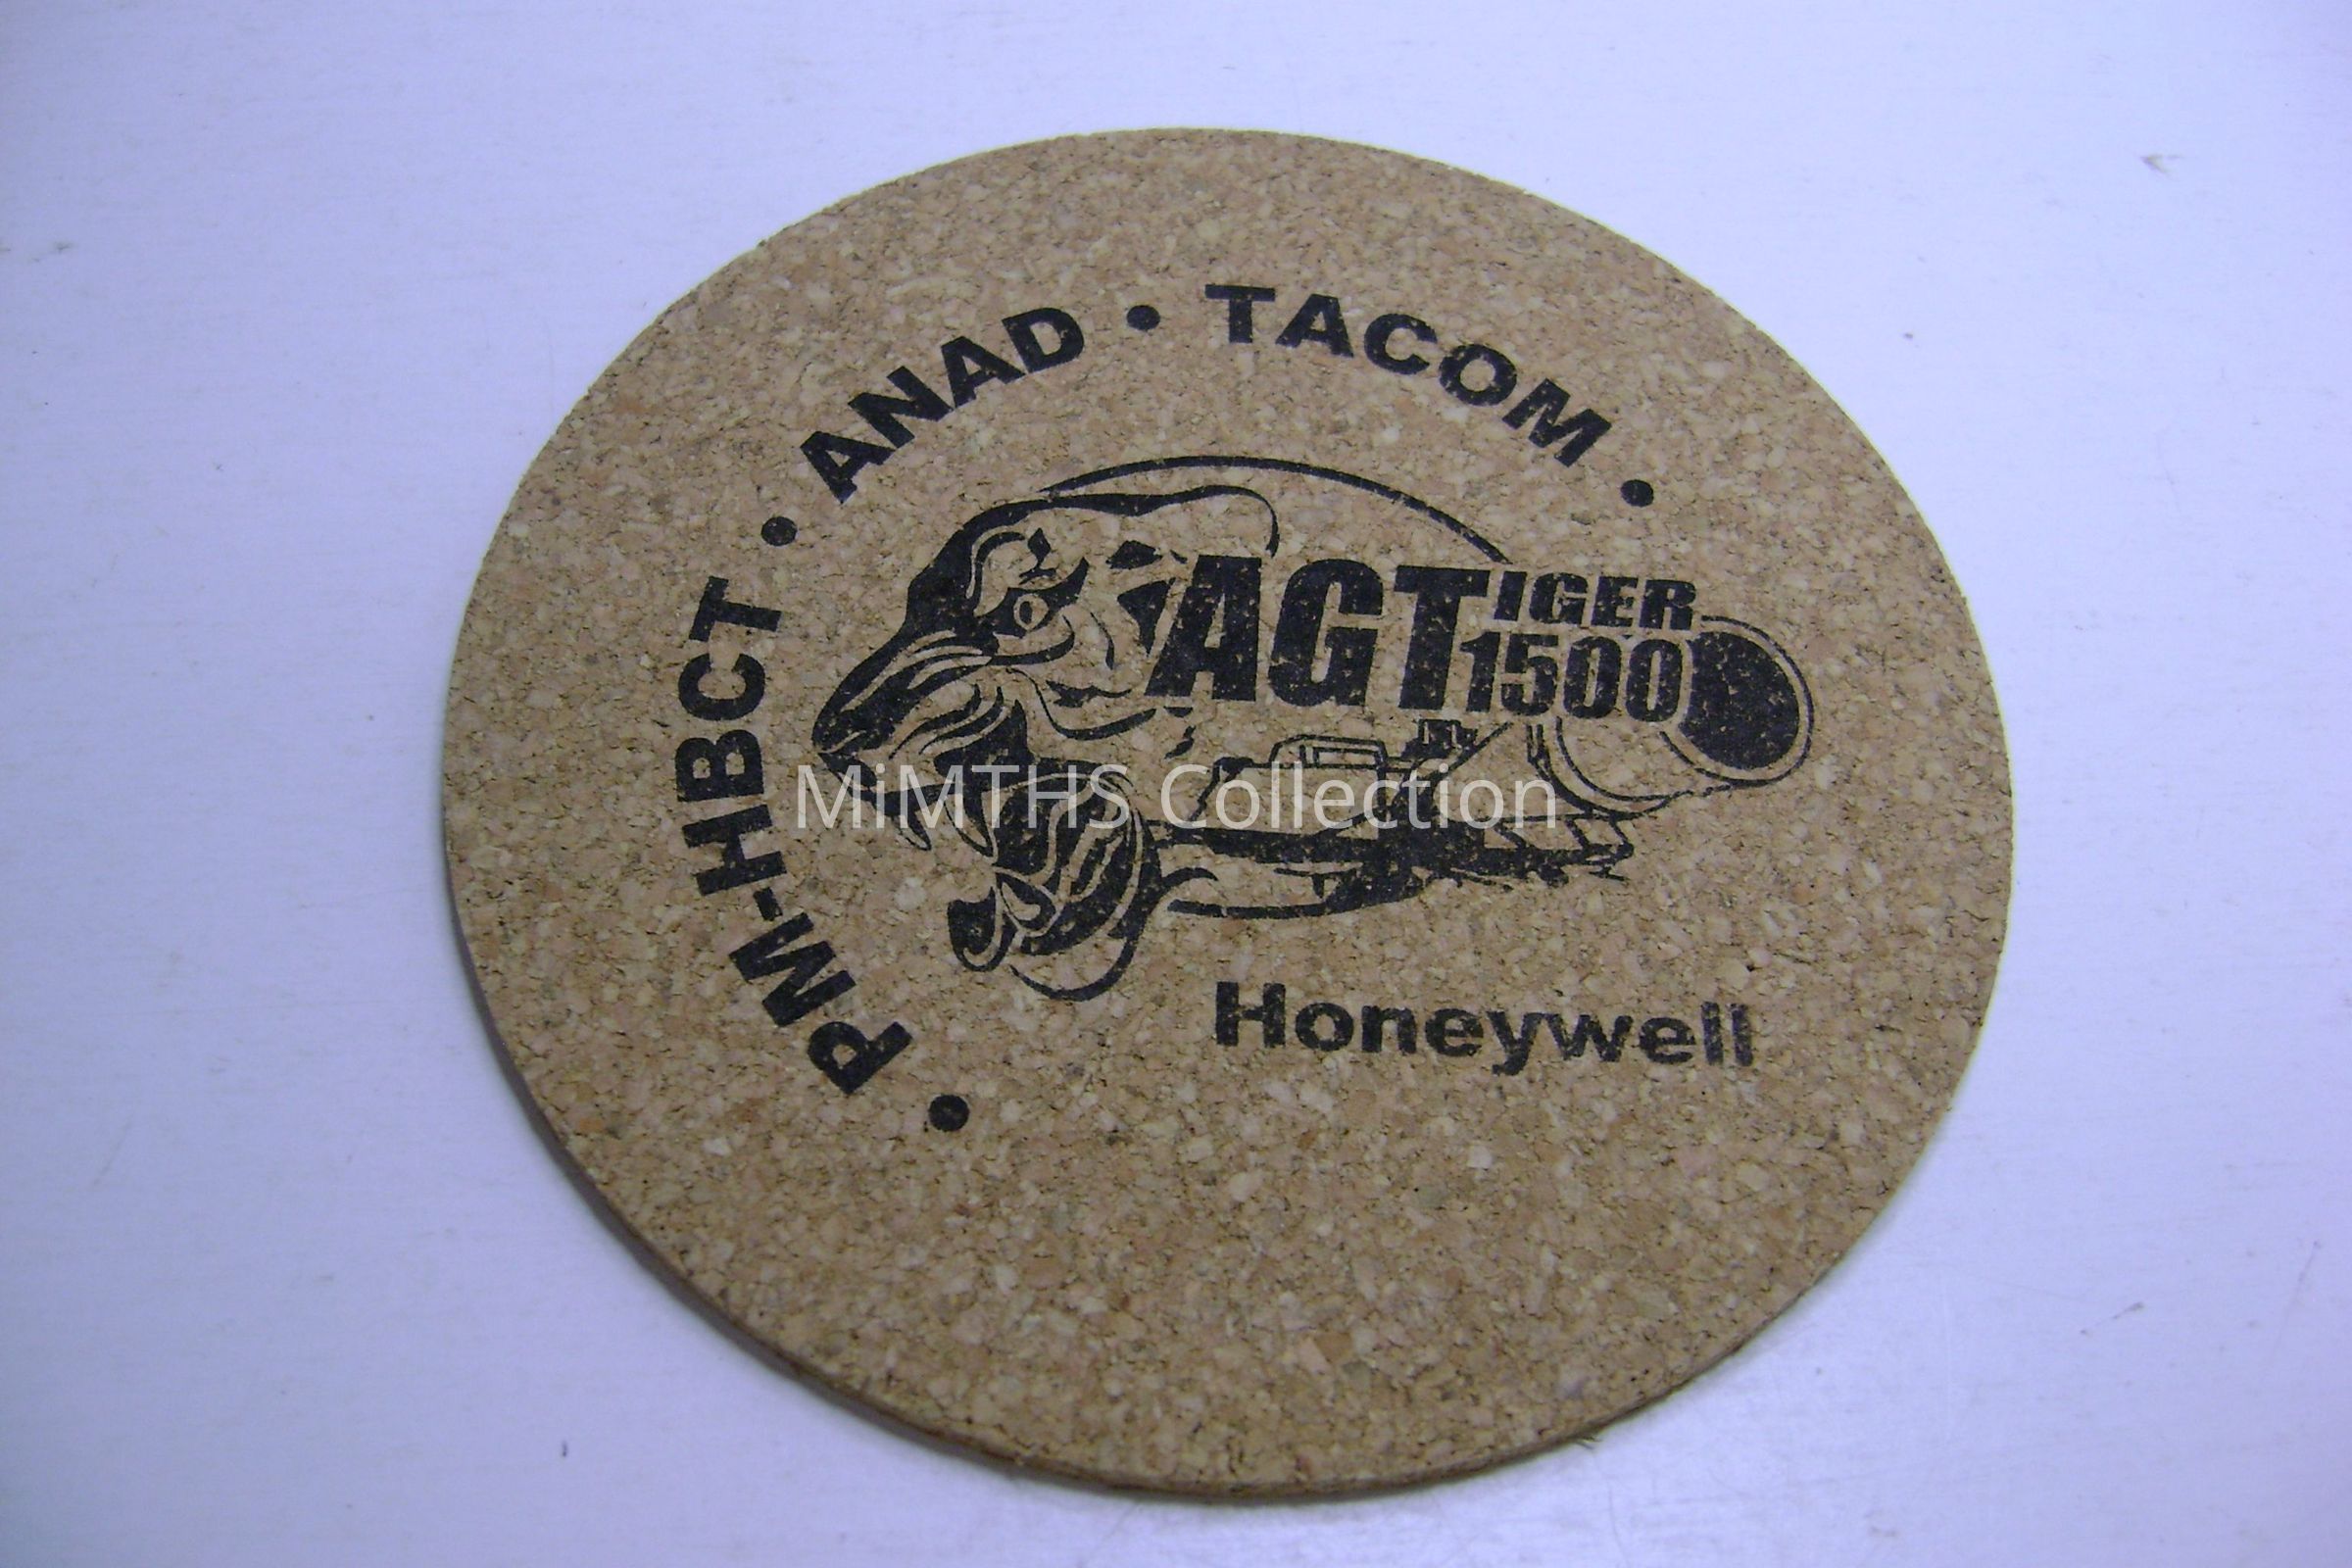 • PM-HBCT • ANAD • TACOM •
AGTIGER
1500
MiMTHS Collection
Honeywell